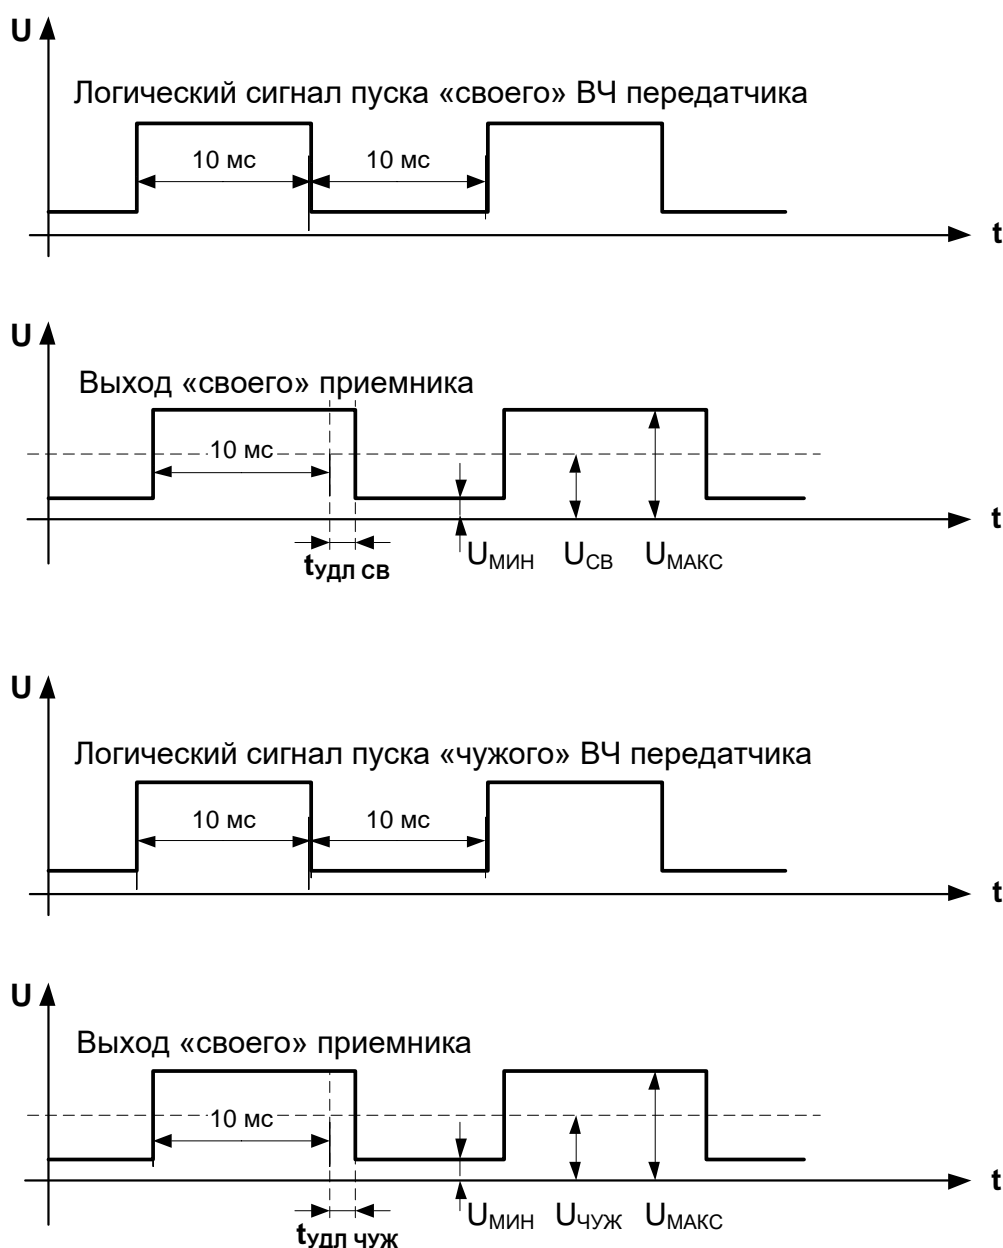 U
Логический сигнал пуска «своего» ВЧ передатчика
10 мс 10 мс
t
U
Выход «своего» приемника
10 мс
t
tУДЛ СВ UМИН UСВ UМАКС
U
Логический сигнал пуска «чужого» ВЧ передатчика
10 мс 10 мс
t
U
Выход «своего» приемника
10 мс
t
tУДЛ ЧУЖ UМИН UЧУЖ UМАКС